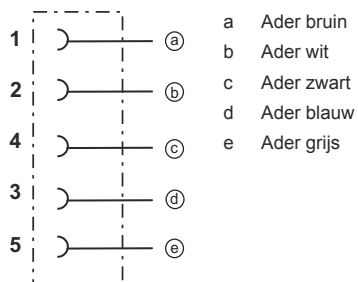 1 ⓐ
2 ⓑ
4 ⓒ
3 ⓓ
5 ⓔ
a Ader bruin
b Ader wit
c Ader zwart
d Ader blauw
e Ader grijs